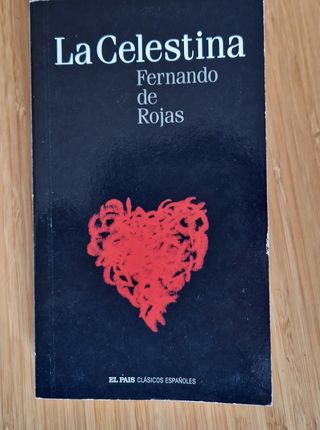 La Celestina
Fernando
de
Rojas
EL PAIS CLÁSICOS ESPAÑOLES